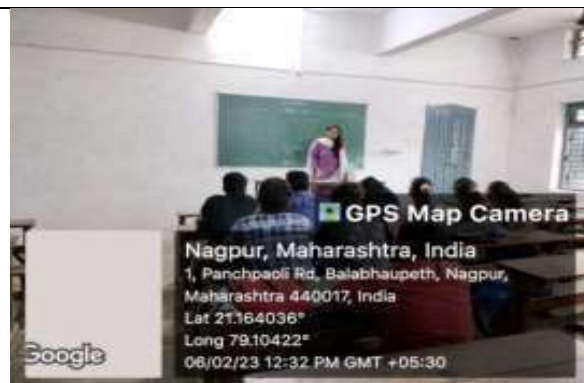 GPS Map Camera
Nagpur, Maharashtra, India
1, Panchpaoli Rd, Balabhaupeth, Nagpur,
Maharashtra 440017, India
Lat 21.164036°
Long 79.10422°
06/02/23 12:32 PM GMT +05:30
Google